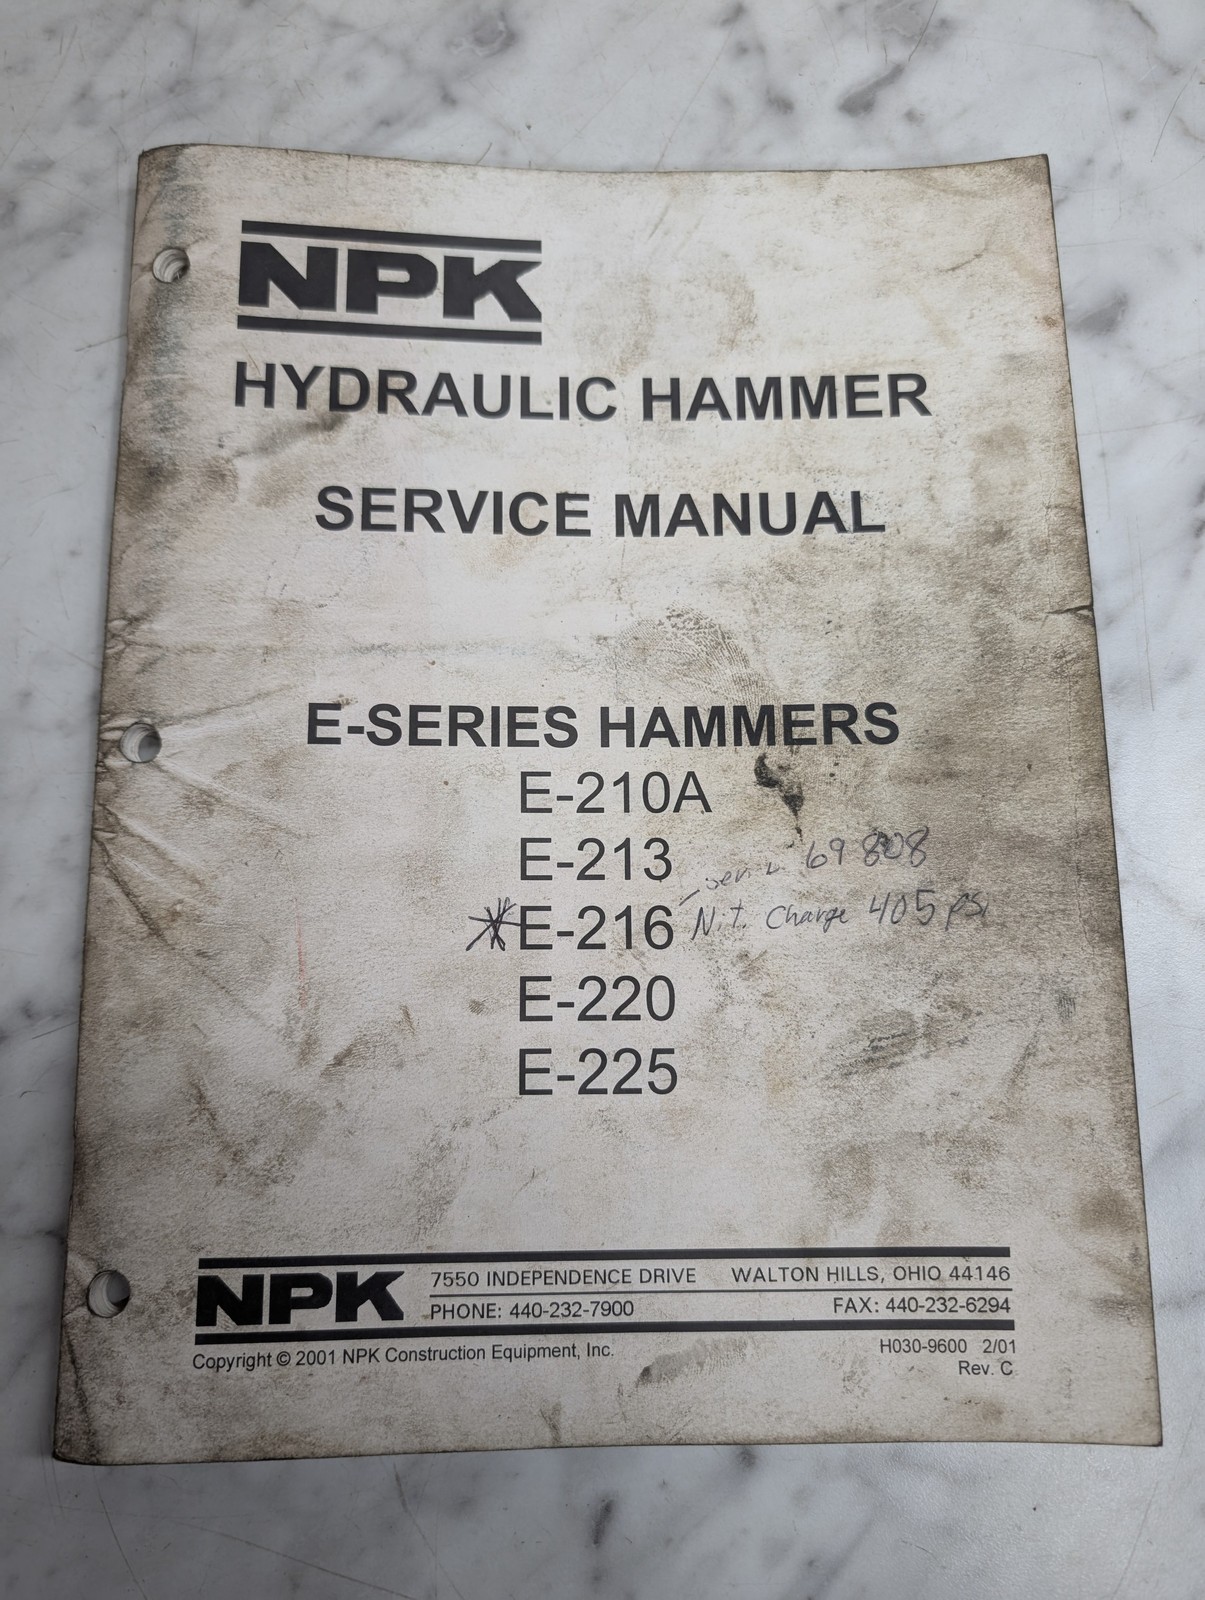 NPK
HYDRAULIC HAMMER
SERVICE MANUAL
E-SERIES HAMMERS
E-210A
E-213
69808
E-216 Nit. Charge 405 psi
E-220
E-225
NPK
7550 INDEPENDENCE DRIVE WALTON HILLS, OHIO 44146
PHONE: 440-232-7900 FAX: 440-232-6294
Copyright © 2001 NPK Construction Equipment, Inc.
H030-9600 2/01
Rev. C